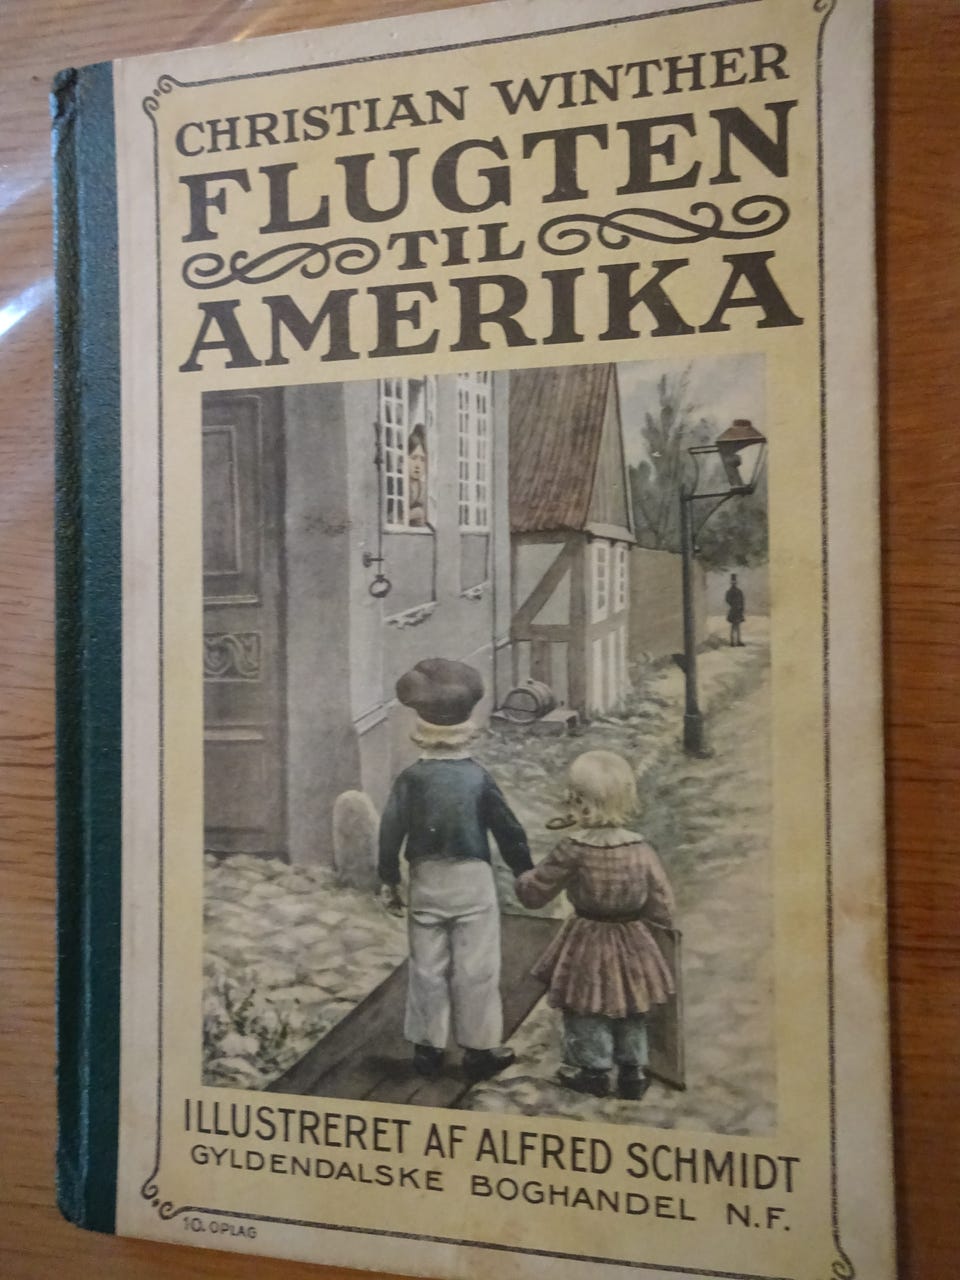 CHRISTIAN WINTHER
FLUGTEN
TIL
AMERIKA
ILLUSTRERET AF ALFRED SCHMIDT
GYLDENDALSKE BOGHANDEL N.F.
10. OPLAG